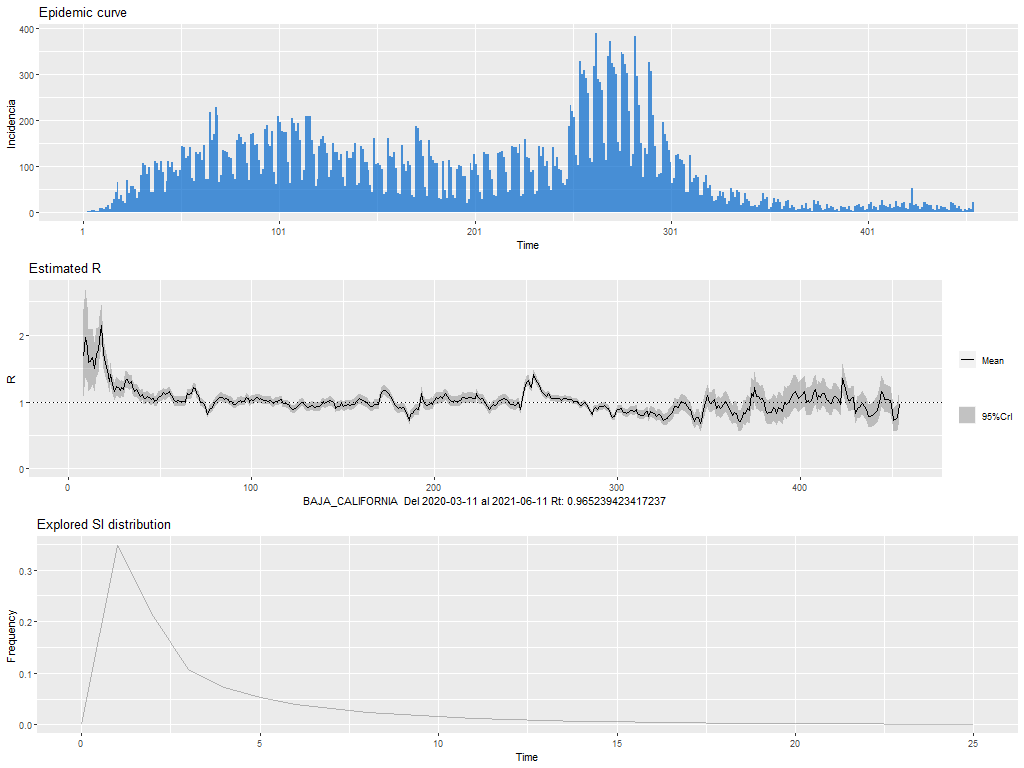 Epidemic curve
400
300
200
100
0
Incidencia
1
101
201
301
401
Time
Estimated R
2
1
0
R
Mean
95%CrI
0
100
200
300
400
BAJA_CALIFORNIA Del 2020-03-11 al 2021-06-11 Rt: 0.965239423417237
Explored SI distribution
0.3
0.2
0.1
0.0
Frequency
0
5
10
15
20
25
Time